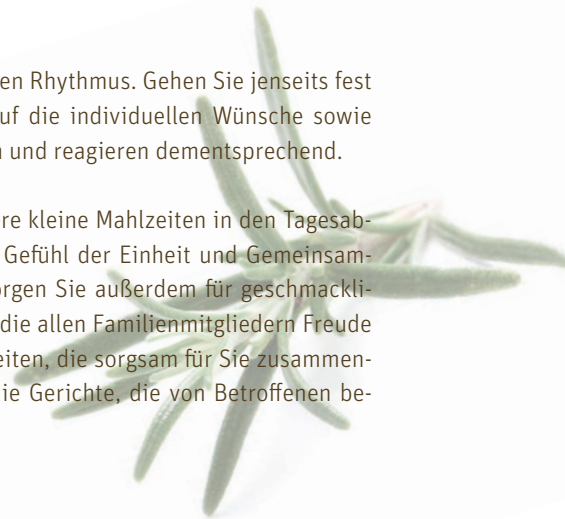 en Rhythmus. Gehen Sie jenseits fest
uf die individuellen Wünsche sowie
und reagieren dementsprechend.
re kleine Mahlzeiten in den Tagesab-
Gefühl der Einheit und Gemeinsam-
orgen Sie außerdem für geschmackli-
die allen Familienmitgliedern Freude
eiten, die sorgsam für Sie zusammen-
ie Gerichte, die von Betroffenen be-